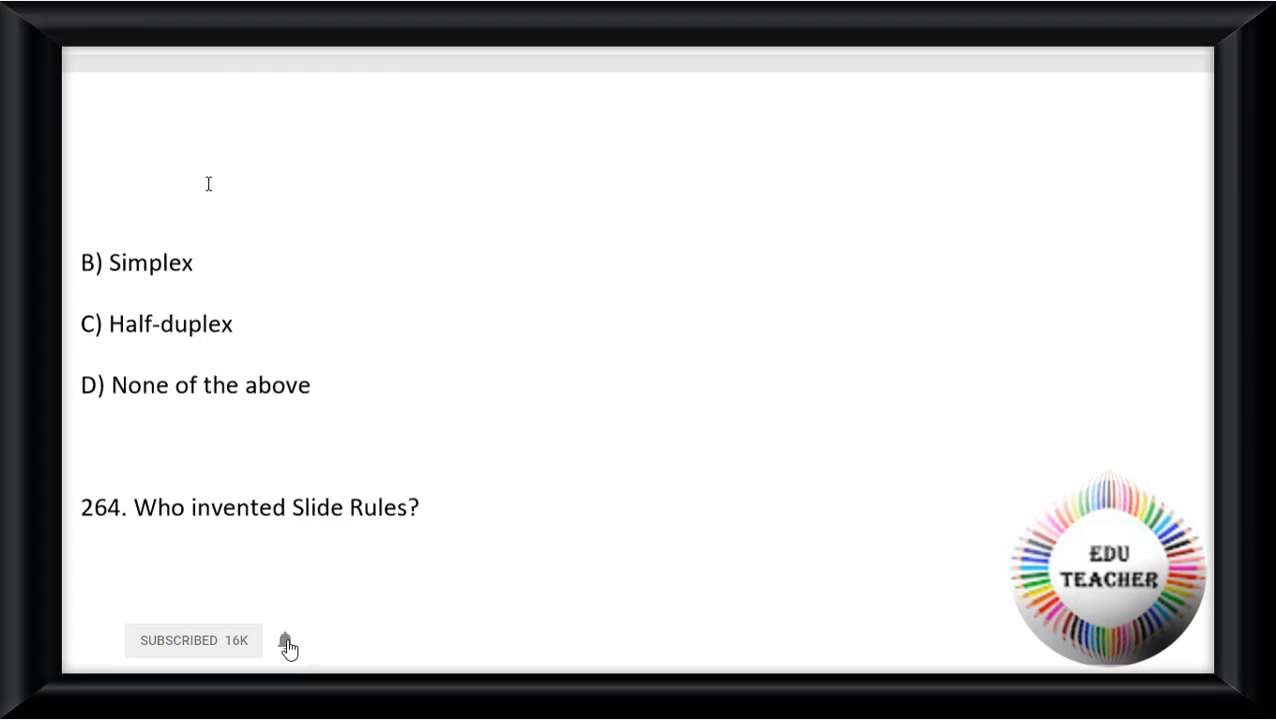 B) Simplex
C) Half-duplex
D) None of the above
264. Who invented Slide Rules?
EDU
TEACHER
SUBSCRIBED 16K